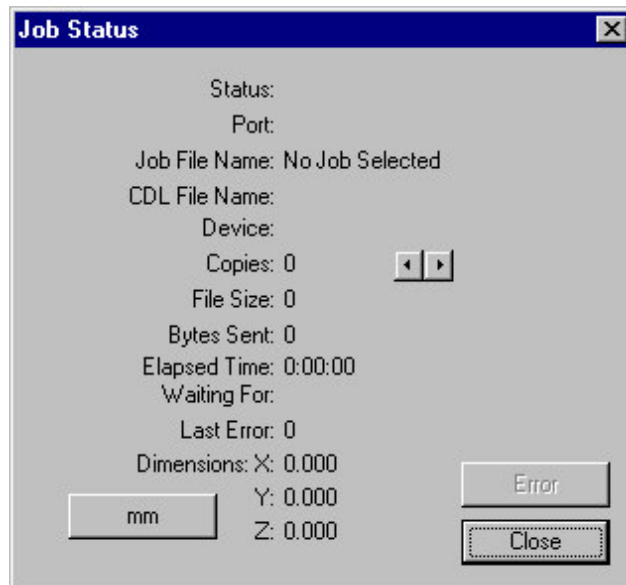 Job Status
Status:
Port:
Job File Name: No Job Selected
CDL File Name:
Device:
Copies: 0
File Size: 0
Bytes Sent: 0
Elapsed Time: 0:00:00
Waiting For:
Last Error: 0
Dimensions: X: 0.000
Y: 0.000
Z: 0.000
mm
Error
Close